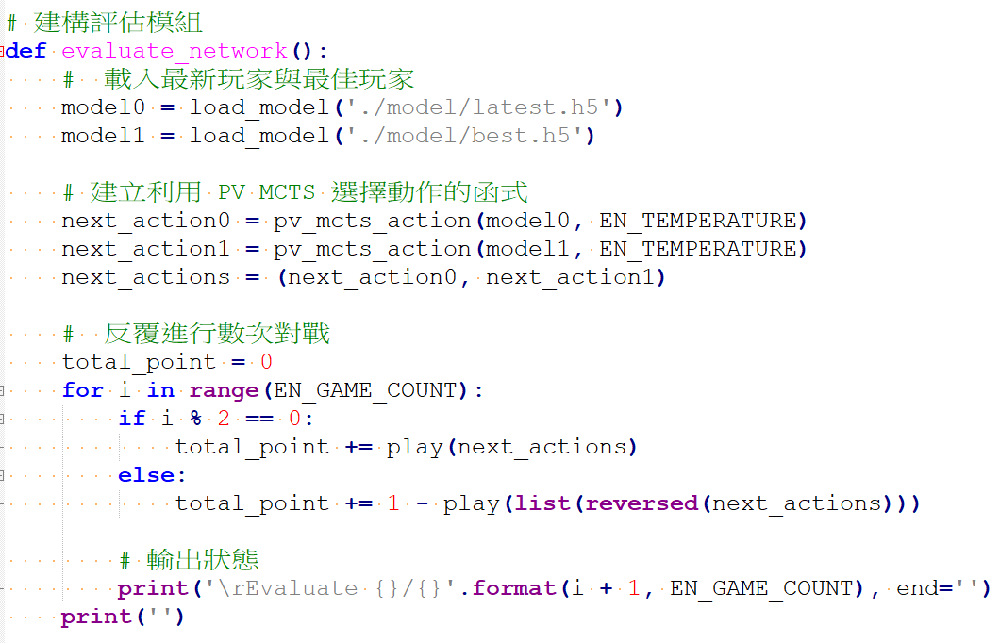 # 建構評估模組
def evaluate_network():
    #  載入最新玩家與最佳玩家
    model0 = load_model('./model/latest.h5')
    model1 = load_model('./model/best.h5')

    # 建立利用 PV MCTS 選擇動作的函式
    next_action0 = pv_mcts_action(model0, EN_TEMPERATURE)
    next_action1 = pv_mcts_action(model1, EN_TEMPERATURE)
    next_actions = (next_action0, next_action1)

    #  反覆進行數次對戰
    total_point = 0
    for i in range(EN_GAME_COUNT):
        if i % 2 == 0:
            total_point += play(next_actions)
        else:
            total_point += 1 - play(list(reversed(next_actions)))

        # 輸出狀態
        print('\rEvaluate {}/{}'.format(i + 1, EN_GAME_COUNT), end='')
    print('')